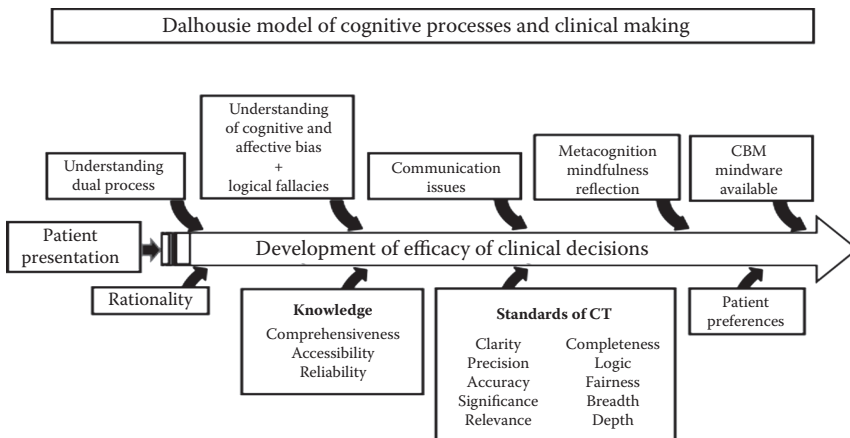 Dalhousie model of cognitive processes and clinical making
Understanding
dual process
Understanding
of cognitive and
affective bias
+
logical fallacies
Communication
issues
Metacognition
mindfulness
reflection
CBM
mindware
available
Patient
presentation
Development of efficacy of clinical decisions
Rationality
Knowledge
Comprehensiveness
Accessibility
Reliability
Standards of CT
Clarity
Precision
Accuracy
Significance
Relevance
Completeness
Logic
Fairness
Breadth
Depth
Patient
preferences